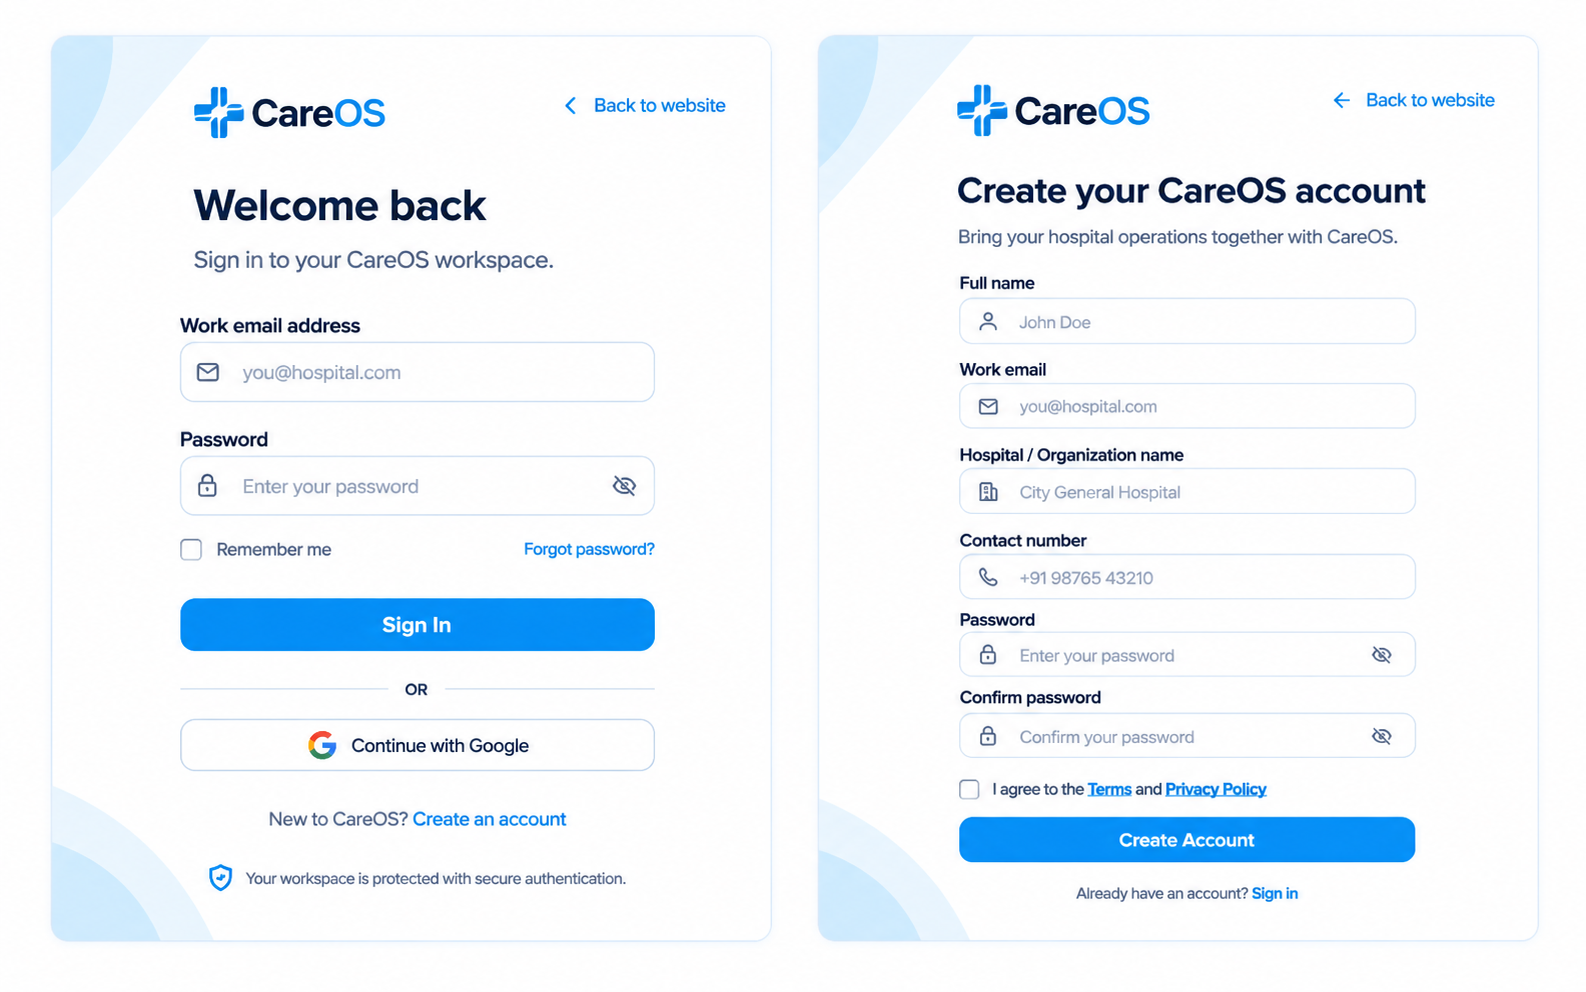 CareOS
Back to website
Welcome back
Sign in to your CareOS workspace.
Work email address
you@hospital.com
Password
Enter your password
Remember me
Forgot password?
Sign In
OR
Continue with Google
New to CareOS? Create an account
Your workspace is protected with secure authentication.
CareOS
Back to website
Create your CareOS account
Bring your hospital operations together with CareOS.
Full name
John Doe
Work email
you@hospital.com
Hospital / Organization name
City General Hospital
Contact number
+91 98765 43210
Password
Enter your password
Confirm password
Confirm your password
I agree to the Terms and Privacy Policy
Create Account
Already have an account? Sign in